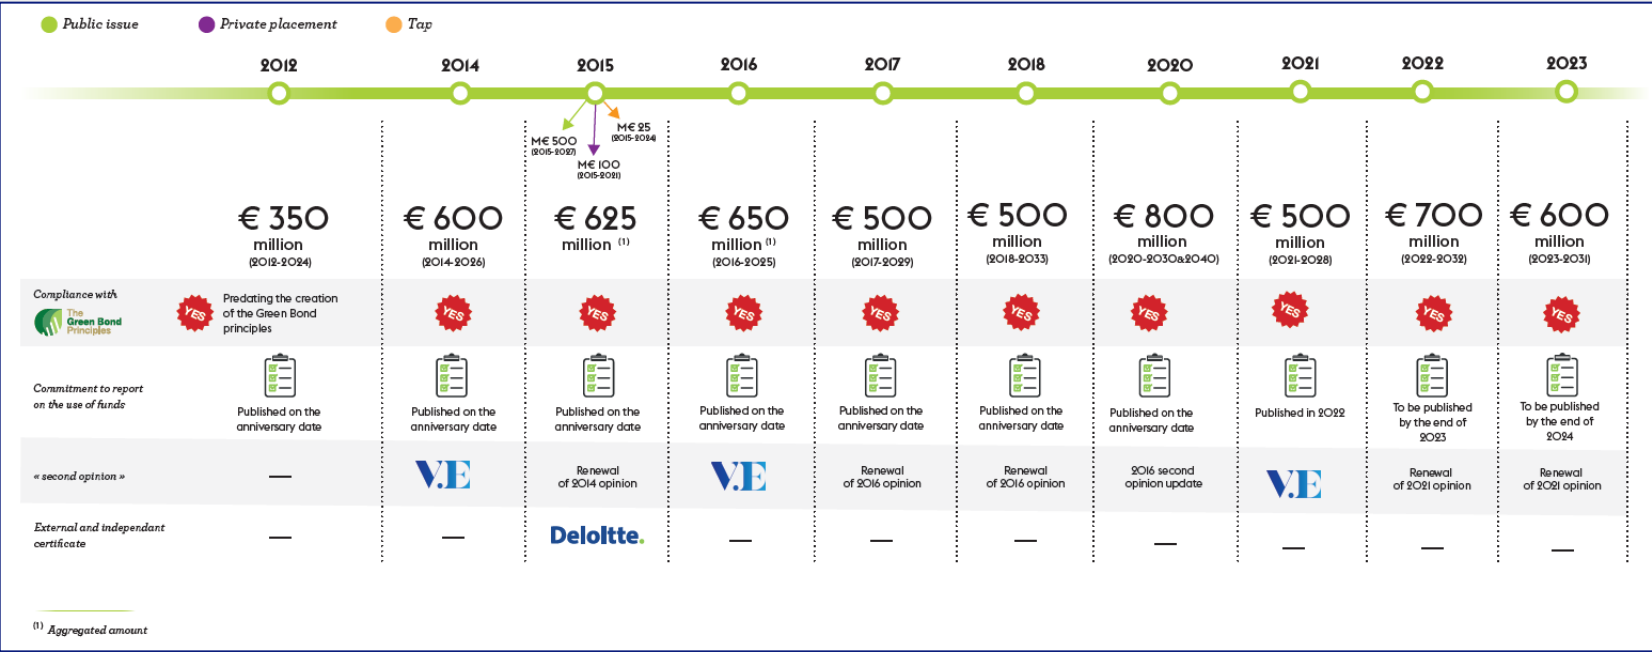 Public issue
Private placement
Tap
2012 2014 2015 2016 2017 2018 2020 2021 2022 2023
M€ 500
(2015-2027)
M€ 100
(2015-2021)
M€ 25
(2015-2024)
€ 350
million
(2012-2024)
€ 600
million
(2014-2026)
€ 625
million (1)
€ 650
million (1)
(2016-2025)
€ 500
million
(2017-2029)
€ 500
million
(2018-2033)
€ 800
million
(2020-2030&2040)
€ 500
million
(2021-2028)
€ 700
million
(2022-2032)
€ 600
million
(2023-2031)
Compliance with
The
Green Bond
Principles
YES
Predating the creation
of the Green Bond
principles
YES
YES
YES
YES
YES
YES
YES
YES
YES
Commitment to report
on the use of funds
Published on the
anniversary date
Published on the
anniversary date
Published on the
anniversary date
Published on the
anniversary date
Published on the
anniversary date
Published on the
anniversary date
Published on the
anniversary date
Published in 2022
To be published
by the end of
2023
To be published
by the end of
2024
« second opinion »
—
V.E
Renewal
of 2014 opinion
V.E
Renewal
of 2016 opinion
Renewal
of 2016 opinion
2016 second
opinion update
V.E
Renewal
of 2021 opinion
Renewal
of 2021 opinion
External and independant
certificate
—
—
Deloitte.
—
—
—
—
—
—
—
(1) Aggregated amount